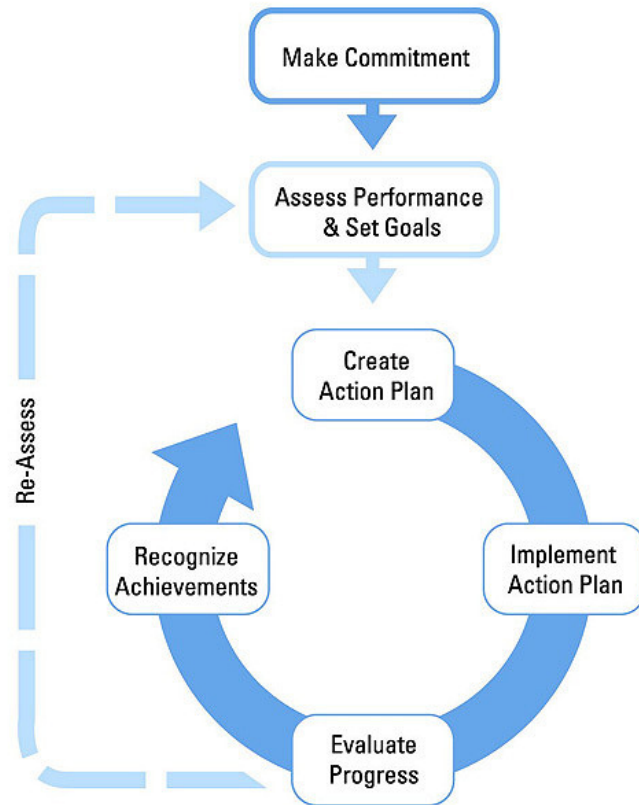 Make Commitment
Assess Performance
& Set Goals
Create
Action Plan
Re-Assess
Recognize
Achievements
Implement
Action Plan
Evaluate
Progress